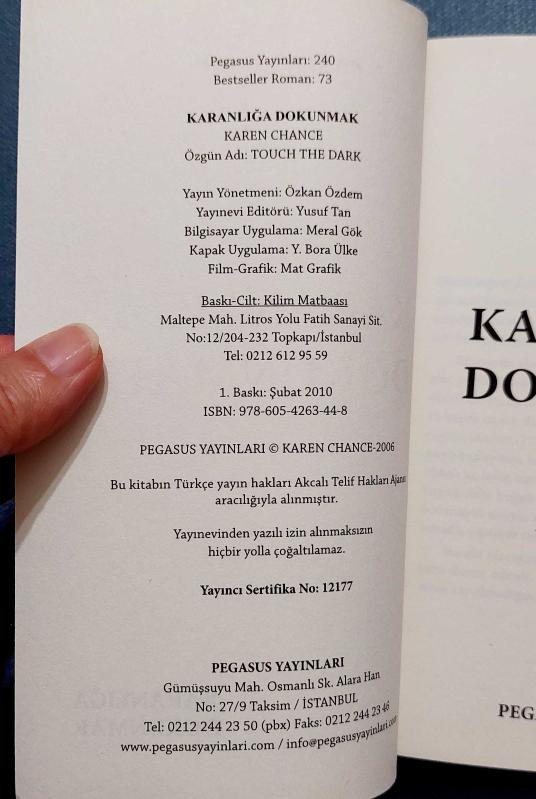 Pegasus Yayınları: 240
Bestseller Roman: 73
KARANLIĞA DOKUNMAK
KAREN CHANCE
Özgün Adı: TOUCH THE DARK
Yayın Yönetmeni: Özkan Özdem
Yayınevi Editörü: Yusuf Tan
Bilgisayar Uygulama: Meral Gök
Kapak Uygulama: Y. Bora Ülke
Film-Grafik: Mat Grafik
Baskı-Cilt: Kilim Matbaası
Maltepe Mah. Litros Yolu Fatih Sanayi Sit.
No:12/204-232 Topkapı/İstanbul
Tel: 0212 612 95 59
1. Baskı: Şubat 2010
ISBN: 978-605-4263-44-8
PEGASUS YAYINLARI © KAREN CHANCE-2006
Bu kitabın Türkçe yayın hakları Akcalı Telif Hakları Ajansı
aracılığıyla alınmıştır.
Yayınevinden yazılı izin alınmaksızın
hiçbir yolla çoğaltılamaz.
Yayıncı Sertifika No: 12177
PEGASUS YAYINLARI
Gümüşsuyu Mah. Osmanlı Sk. Alara Han
No: 27/9 Taksim / İSTANBUL
Tel: 0212 244 23 50 (pbx) Faks: 0212 244 23 46
www.pegasusyayinlari.com / info@pegasusyayinlari.com
KA
DO
PEG